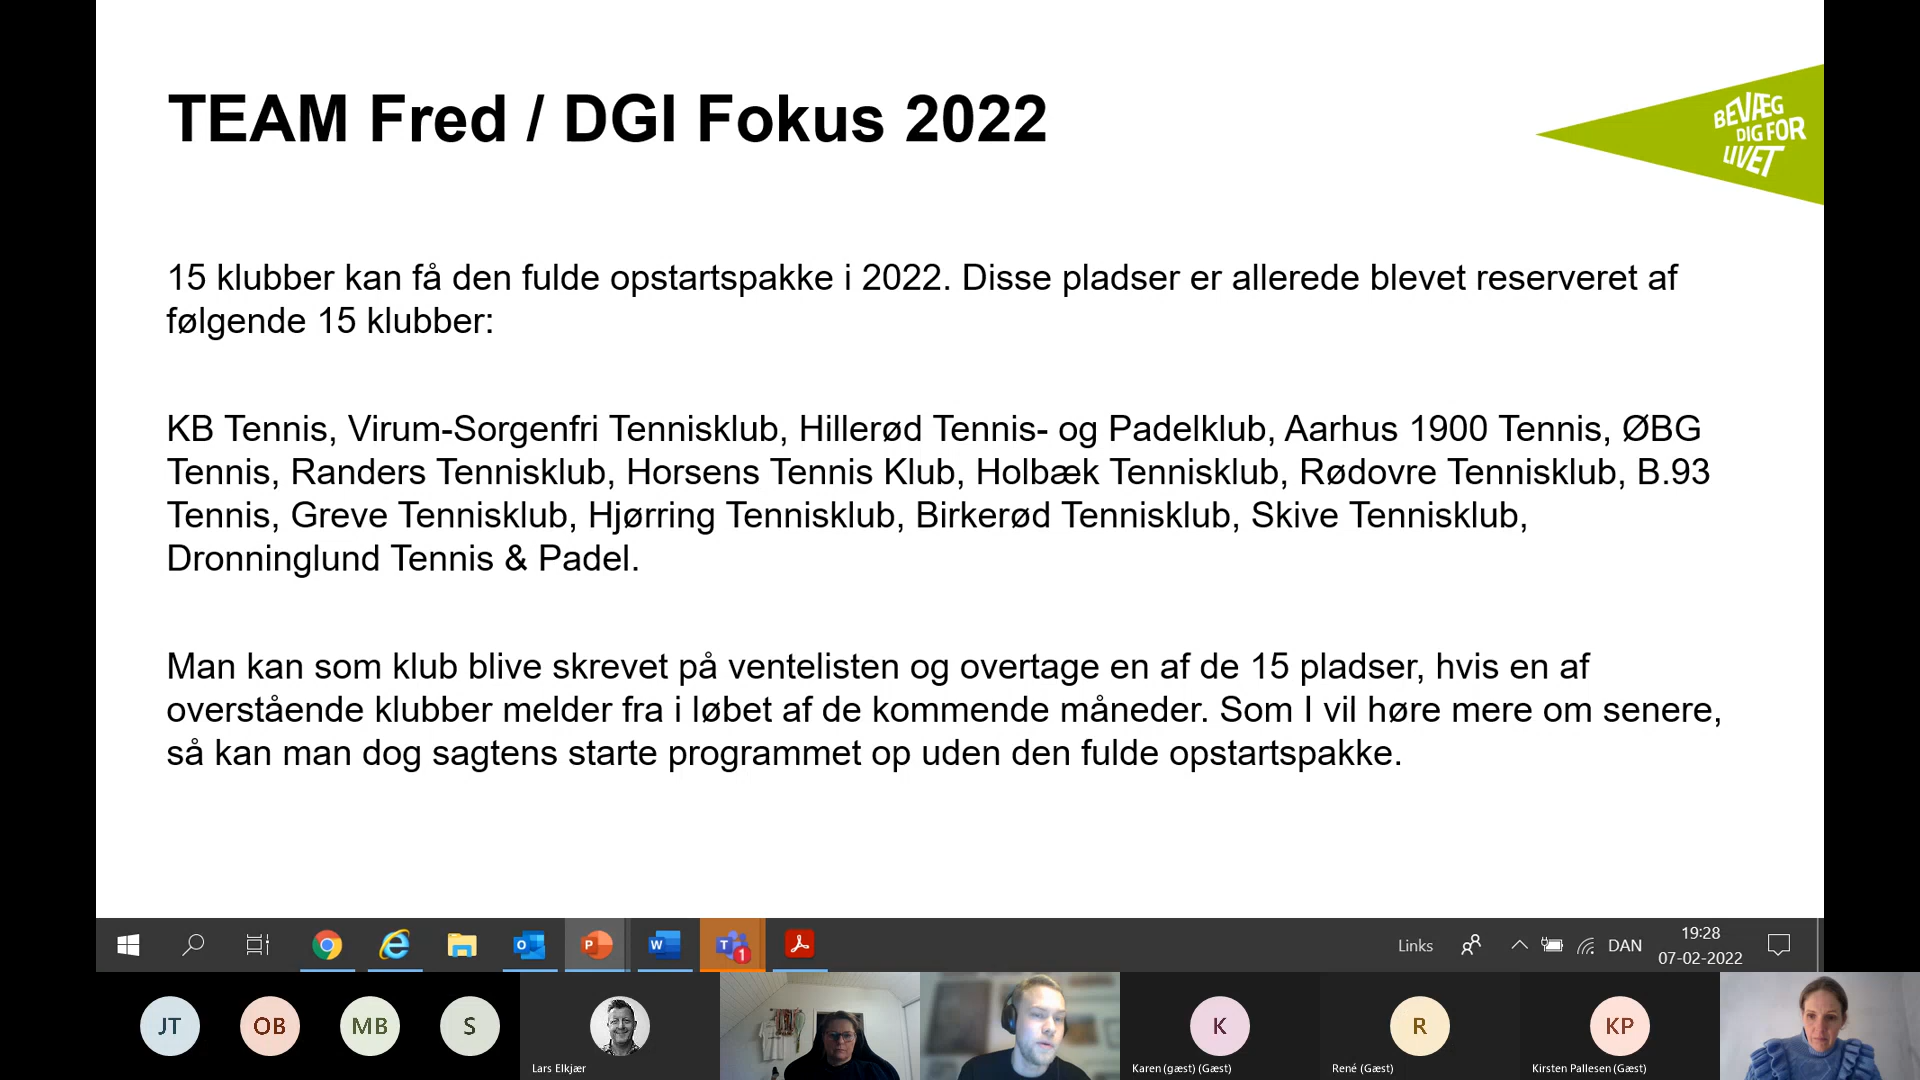 TEAM Fred / DGI Fokus 2022
BEVÆG
DIG FOR
LIVET
15 klubber kan få den fulde opstartspakke i 2022. Disse pladser er allerede blevet reserveret af
følgende 15 klubber:
KB Tennis, Virum-Sorgenfri Tennisklub, Hillerød Tennis- og Padelklub, Aarhus 1900 Tennis, ØBG
Tennis, Randers Tennisklub, Horsens Tennis Klub, Holbæk Tennisklub, Rødovre Tennisklub, B.93
Tennis, Greve Tennisklub, Hjørring Tennisklub, Birkerød Tennisklub, Skive Tennisklub,
Dronninglund Tennis & Padel.
Man kan som klub blive skrevet på ventelisten og overtage en af de 15 pladser, hvis en af
overstående klubber melder fra i løbet af de kommende måneder. Som I vil høre mere om senere,
så kan man dog sagtens starte programmet op uden den fulde opstartspakke.
Links
DAN
19:28
07-02-2022
JT
OB
MB
S
K
R
KP
Lars Elkjær
Karen (gæst) (Gæst)
René (Gæst)
Kirsten Pallesen (Gæst)